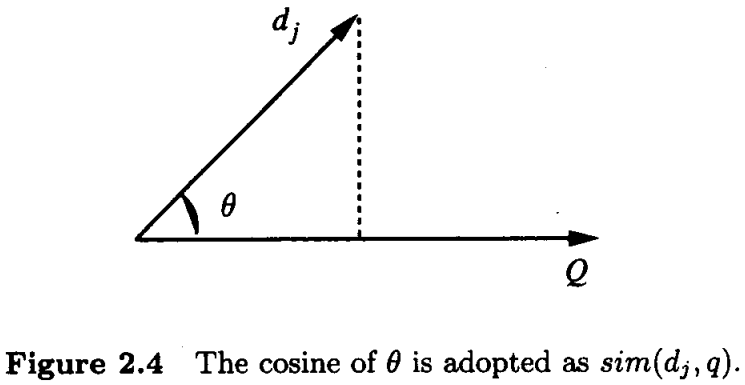 d_j
θ
Q
Figure 2.4 The cosine of θ is adopted as sim(d_j, q).